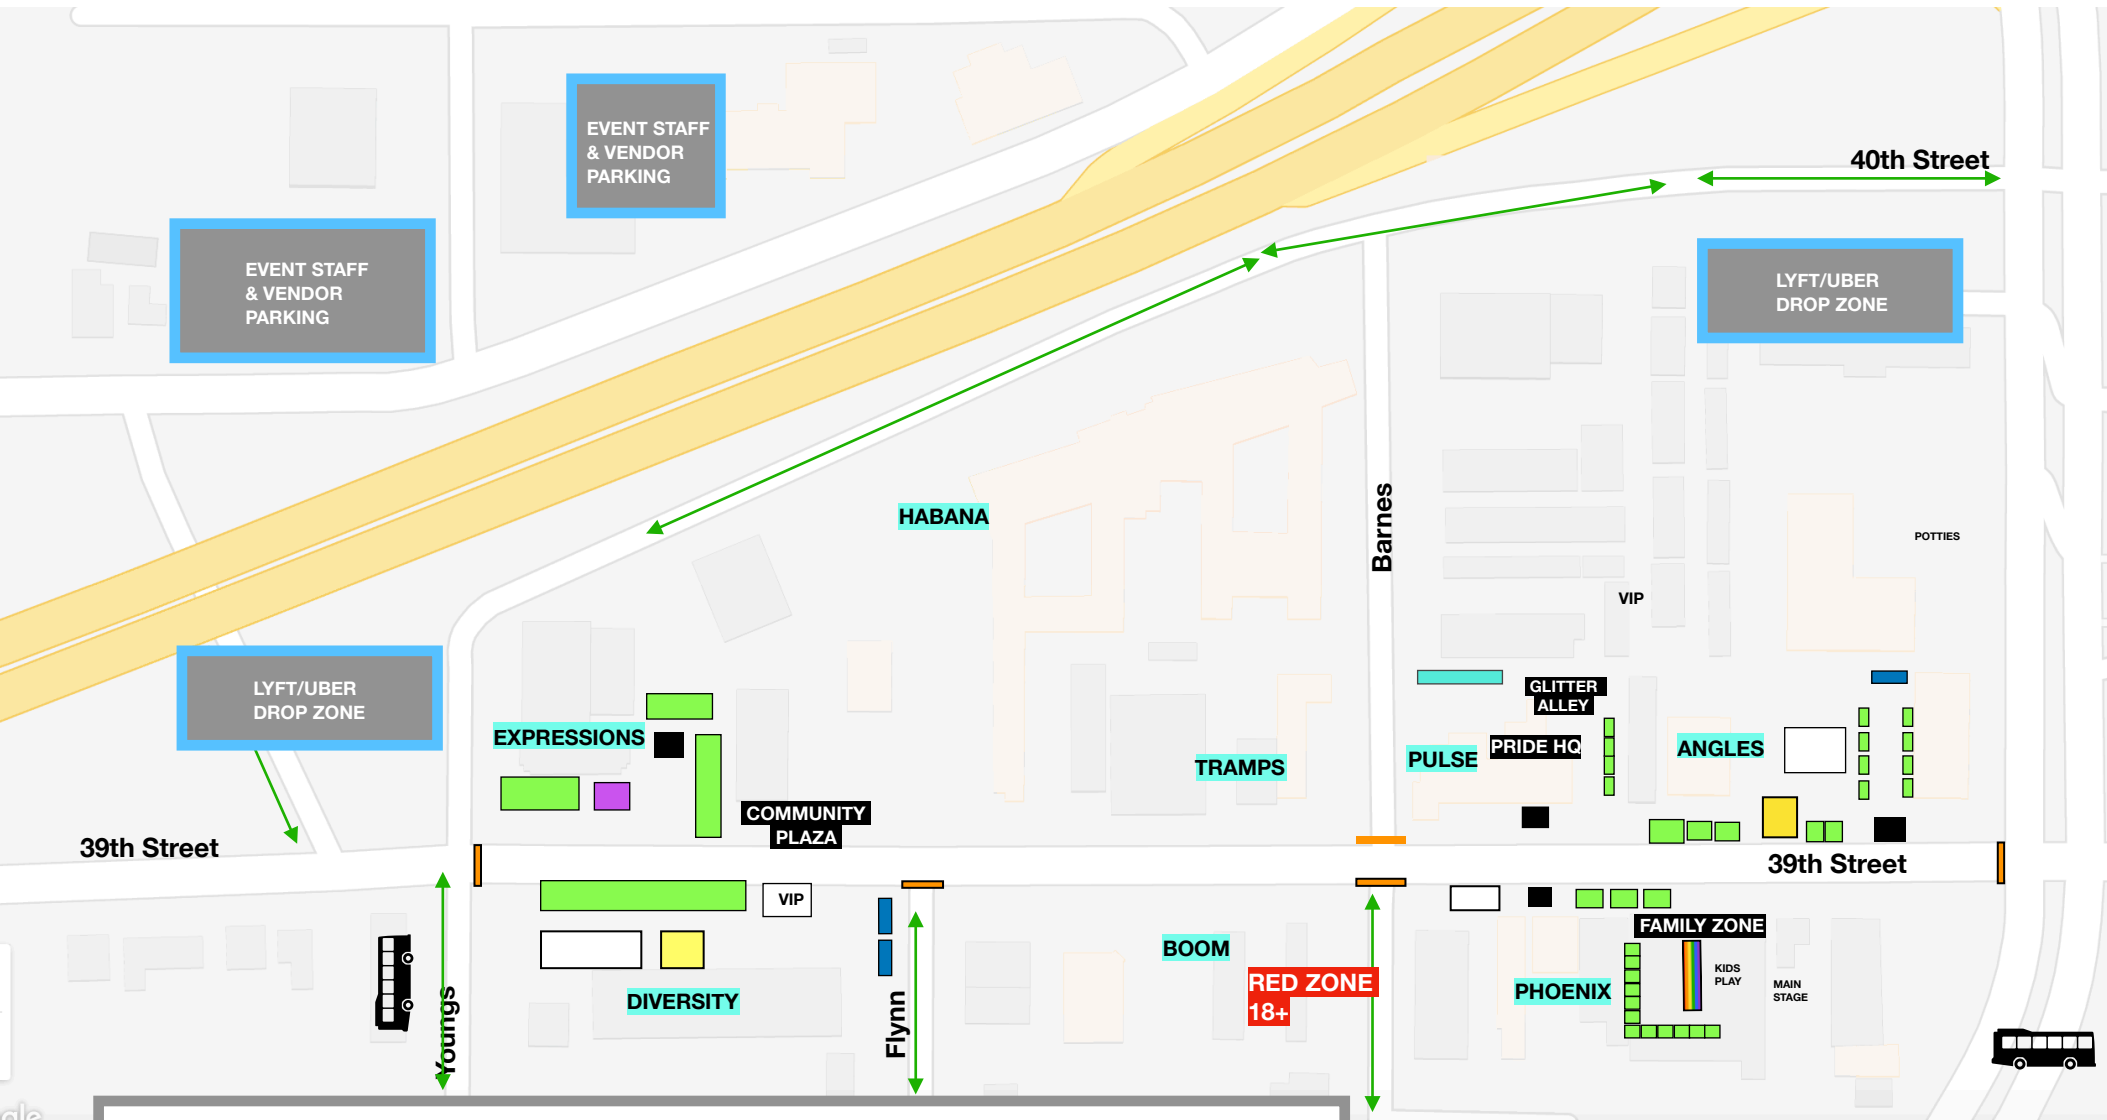 EVENT STAFF
& VENDOR
PARKING
40th Street
EVENT STAFF
& VENDOR
PARKING
LYFT/UBER
DROP ZONE
HABANA
Barnes
POTTIES
VIP
LYFT/UBER
DROP ZONE
GLITTER
ALLEY
EXPRESSIONS
PRIDE HQ
ANGLES
PULSE
TRAMPS
COMMUNITY
PLAZA
39th Street
39th Street
VIP
FAMILY ZONE
BOOM
RED ZONE
18+
KIDS
PLAY
MAIN
STAGE
PHOENIX
DIVERSITY
Flynn
Youngs